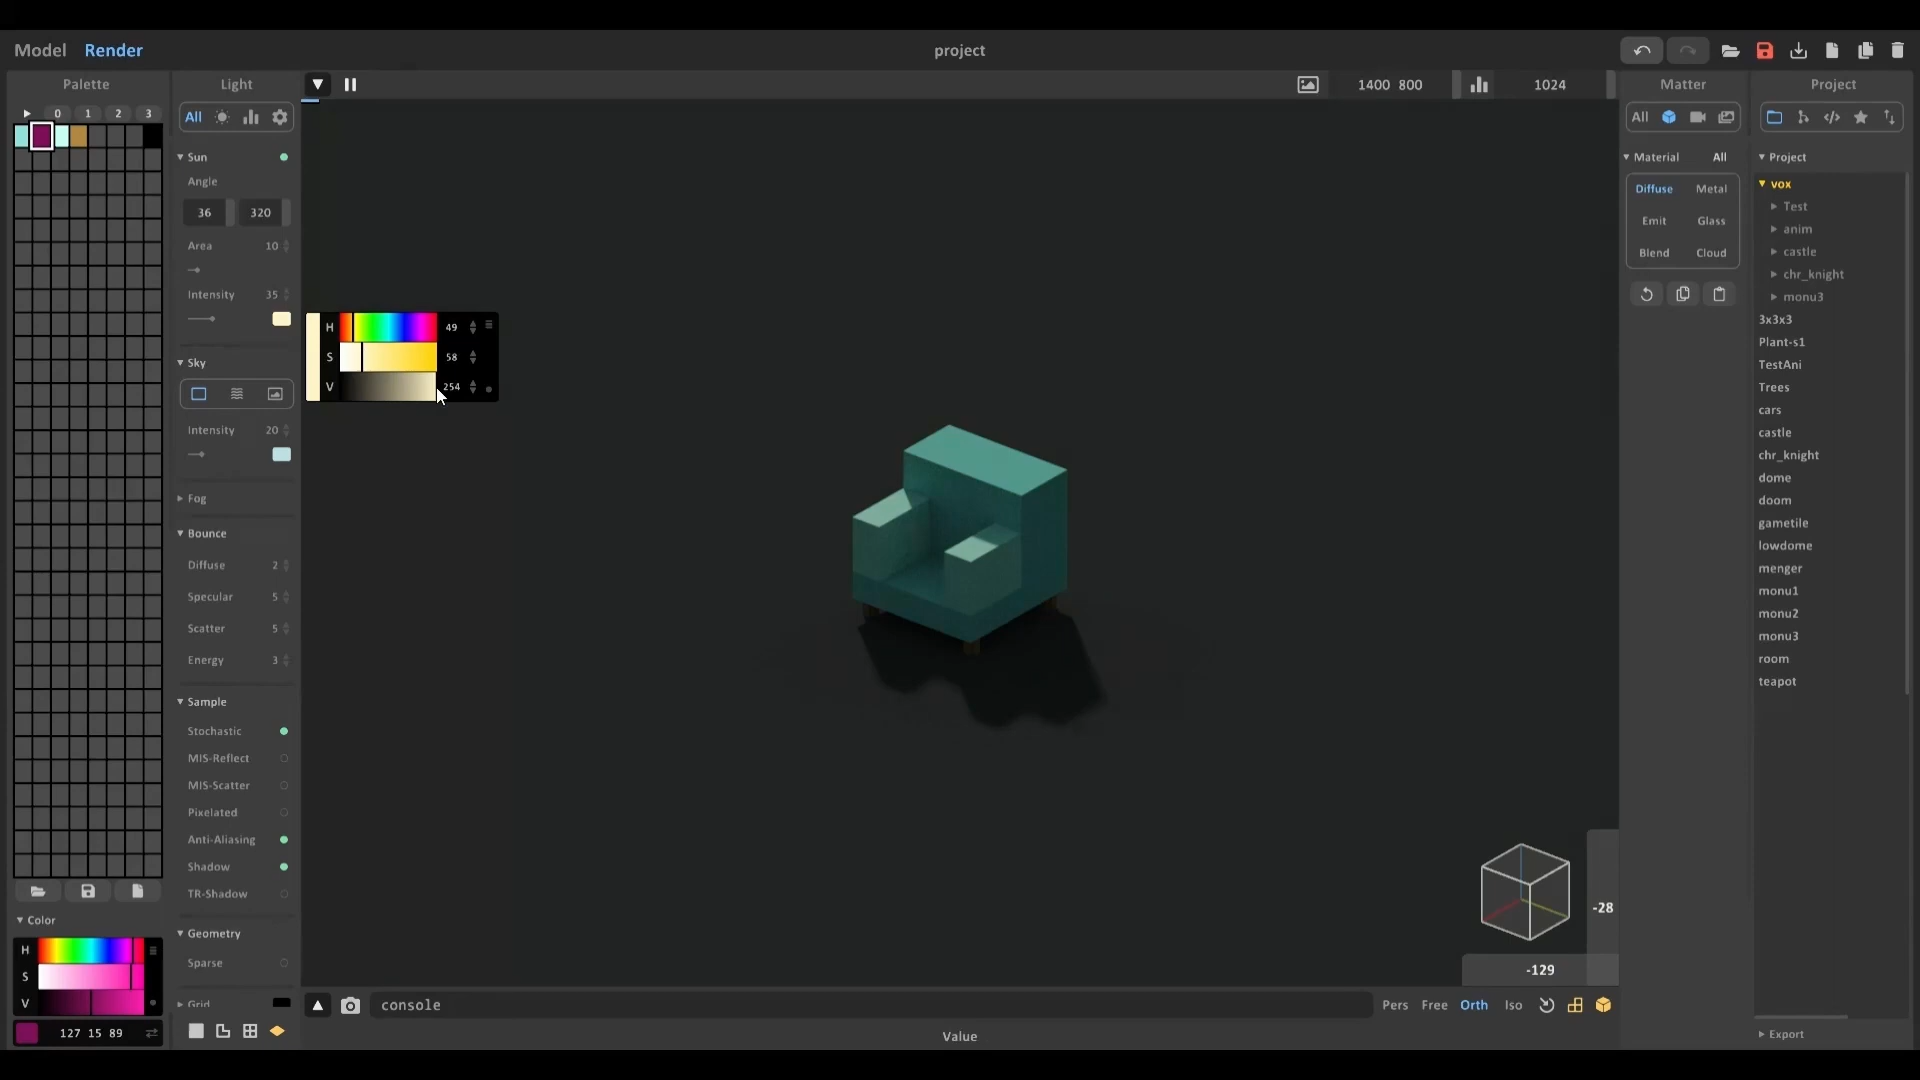 Model Render project
Palette Light 1400 800 1024 Matter Project
0 1 2 3
All
All
Sun
Angle
36 320
Area 10
Intensity 35
Sky
Intensity 20
Fog
Bounce
Diffuse 2
Specular 5
Scatter 5
Energy 3
Sample
Stochastic
MIS-Reflect
MIS-Scatter
Pixelated
Anti-Aliasing
Shadow
TR-Shadow
Geometry
Sparse
Grid
H 49
S 58
V 254
Material All
Diffuse Metal
Emit Glass
Blend Cloud
Project
vox
Test
anim
castle
chr_knight
monu3
3x3x3
Plant-s1
TestAni
Trees
cars
castle
chr_knight
dome
doom
gametile
lowdome
menger
monu1
monu2
monu3
room
teapot
Export
Color
H
S
V
127 15 89
-28
-129
console
Pers Free Orth Iso
Value